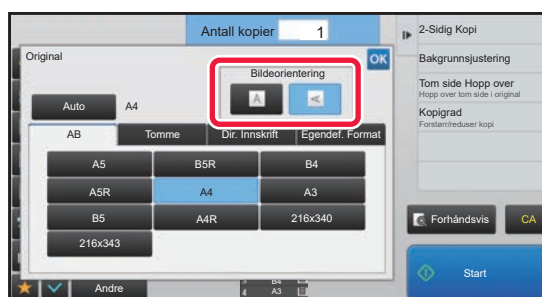 Antall kopier 1
Original
OK
Bildeorientering
A A
Auto A4
AB Tomme Dir. Innskrift Egendef. Format
A5 B5R B4
A5R A4 A3
B5 A4R 216x340
216x343
Andre
B4
4 A3
2-Sidig Kopi
Bakgrunnsjustering
Tom side Hopp over
Hopp over tom side i original
Kopigrad
Forstørr/reduser kopi
Forhåndsvis CA
Start